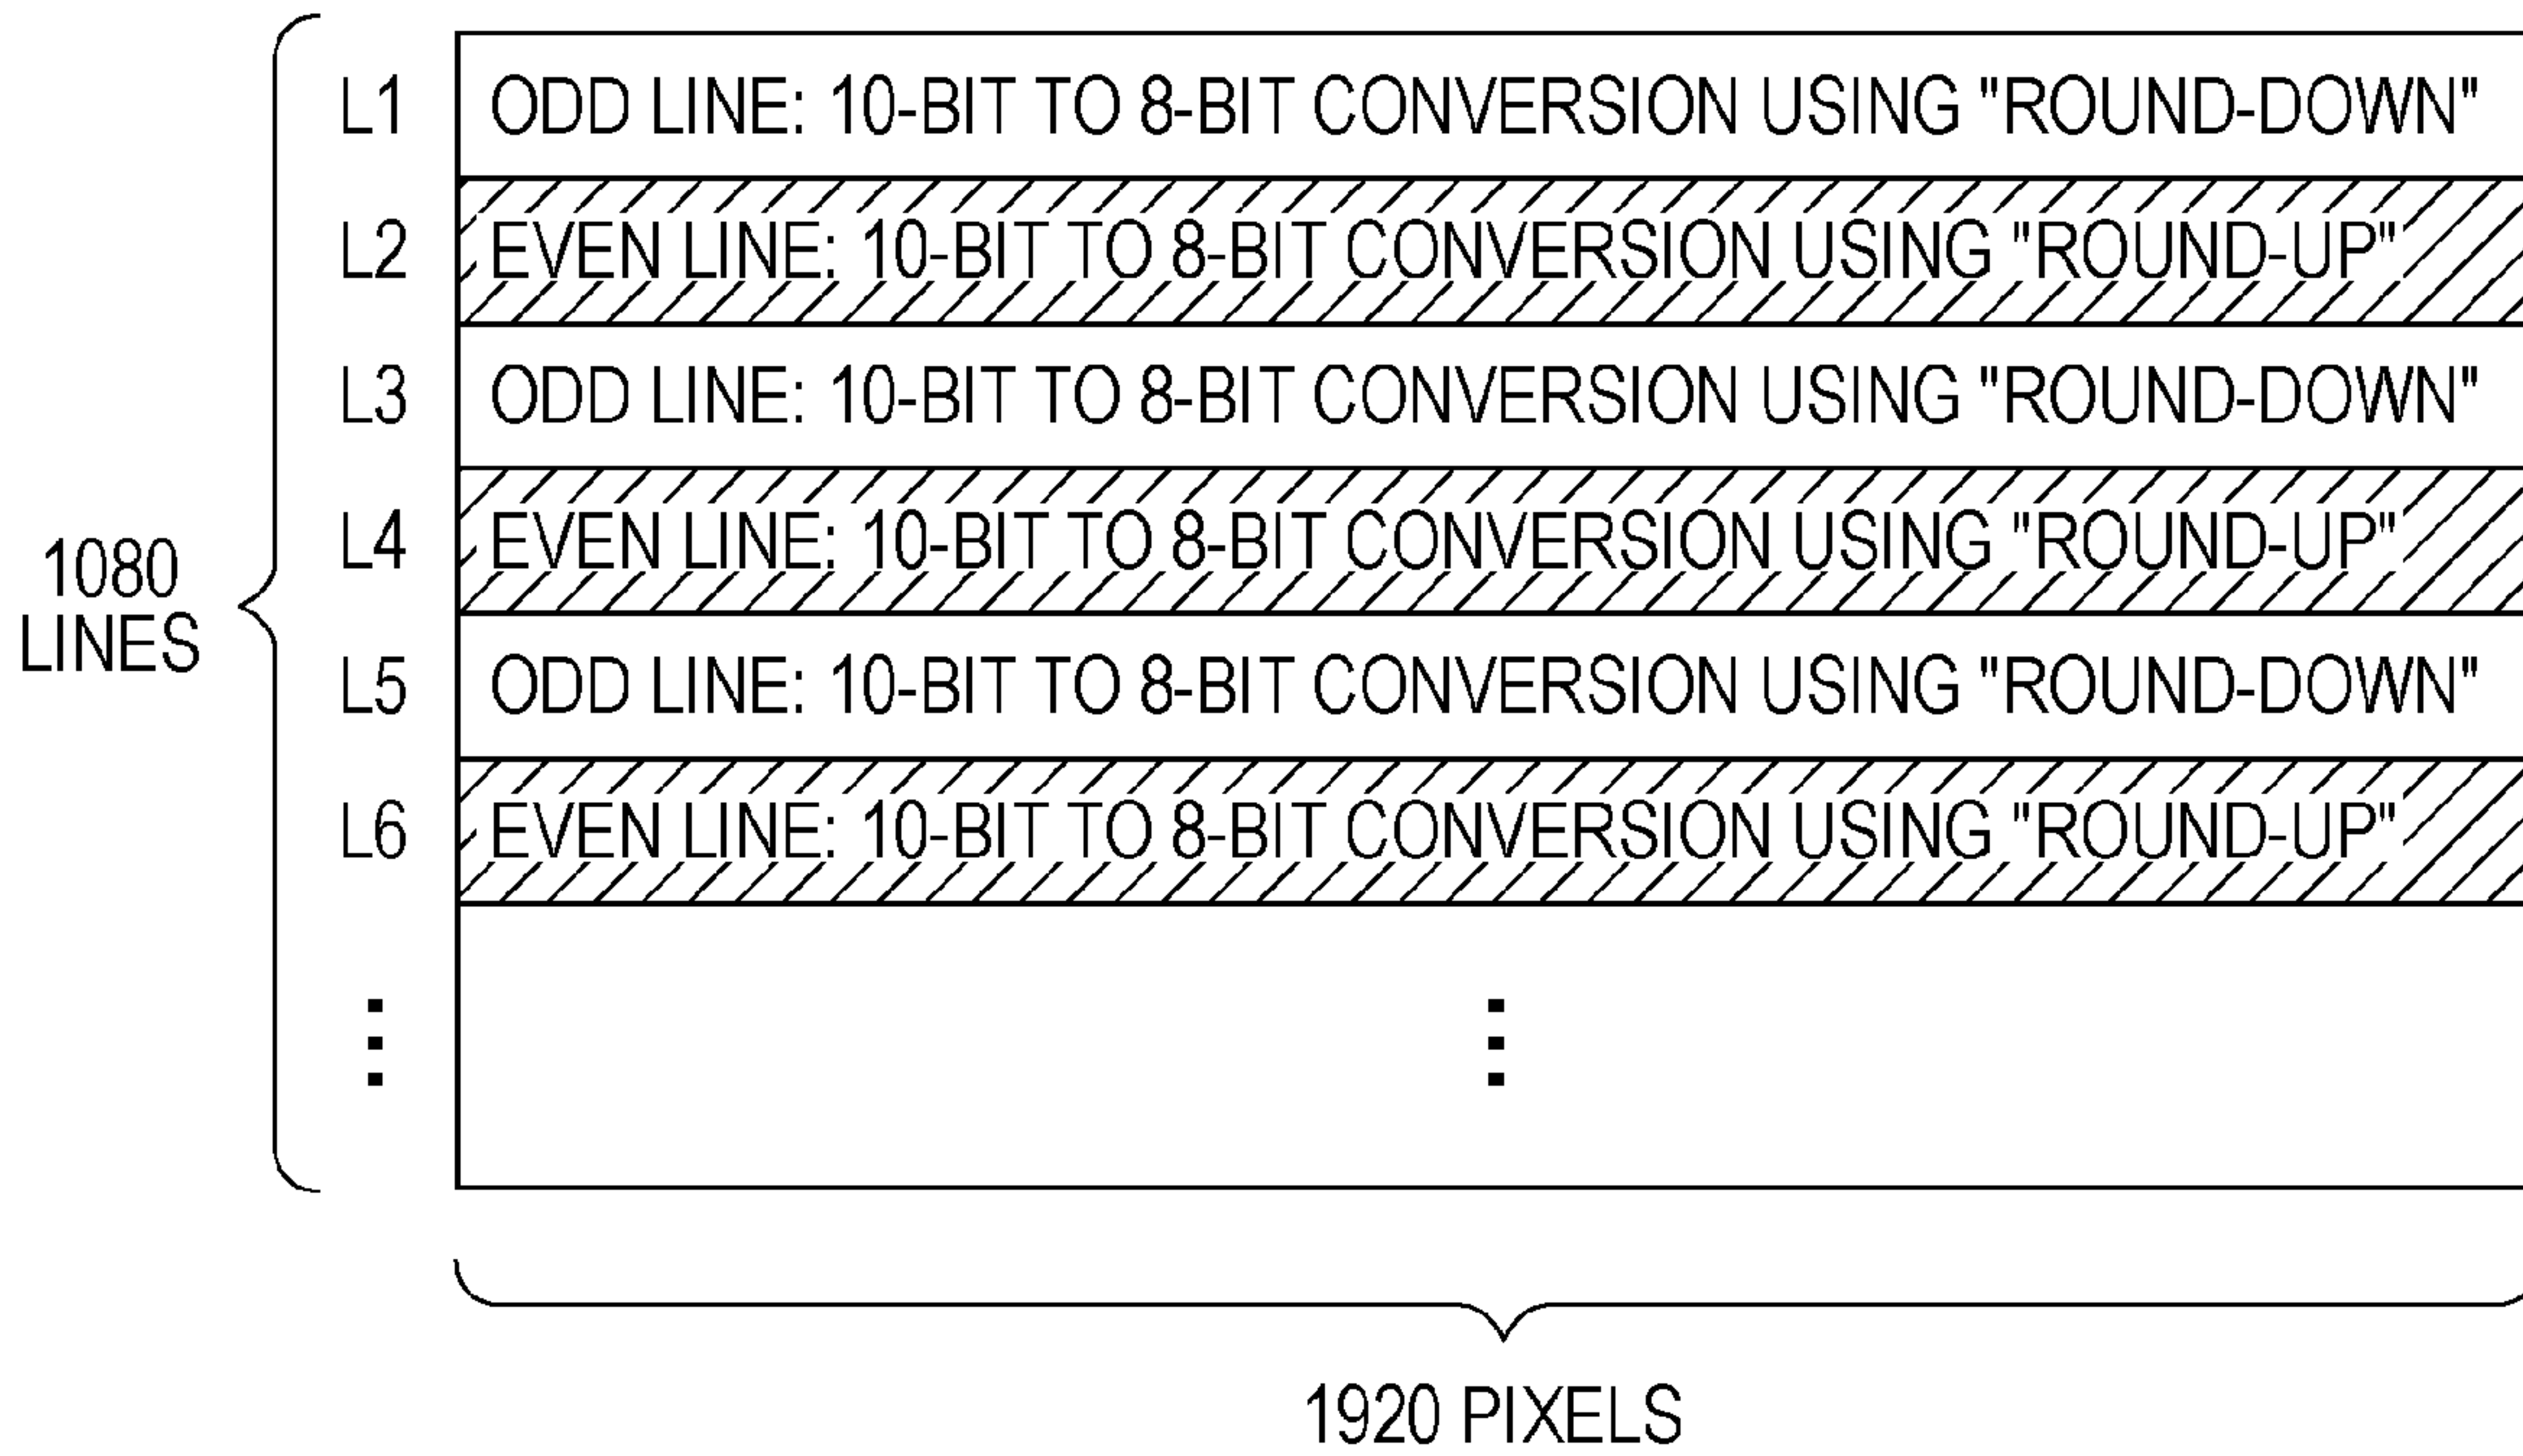 L1 ODD LINE: 10-BIT TO 8-BIT CONVERSION USING "ROUND-DOWN"
L2 EVEN LINE: 10-BIT TO 8-BIT CONVERSION USING "ROUND-UP"
L3 ODD LINE: 10-BIT TO 8-BIT CONVERSION USING "ROUND-DOWN"
L4 EVEN LINE: 10-BIT TO 8-BIT CONVERSION USING "ROUND-UP"
1080
LINES
L5 ODD LINE: 10-BIT TO 8-BIT CONVERSION USING "ROUND-DOWN"
L6 EVEN LINE: 10-BIT TO 8-BIT CONVERSION USING "ROUND-UP"
1920 PIXELS